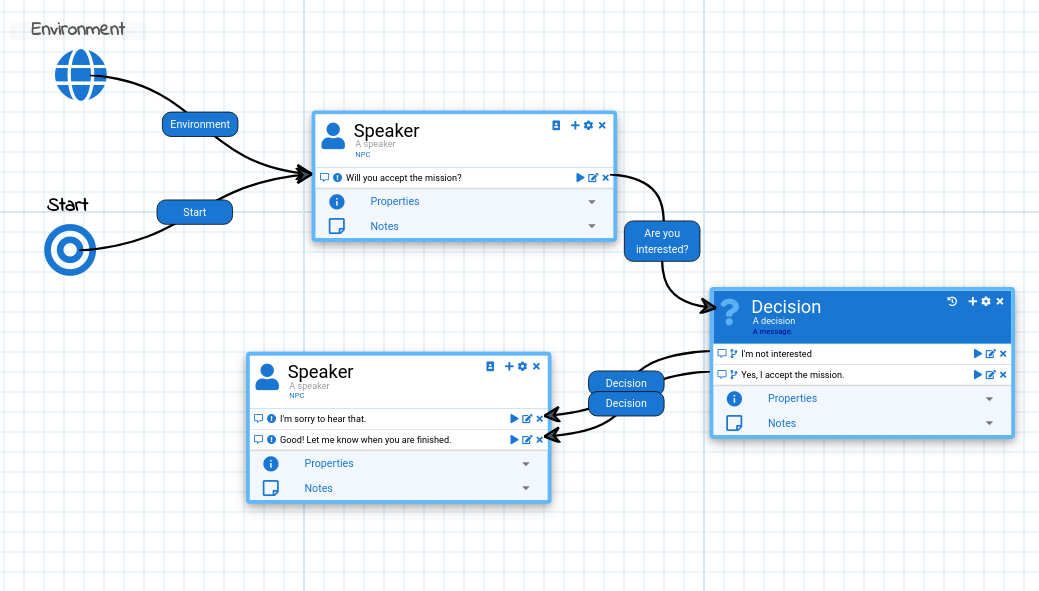 Environment
Environment
Start
Start
Speaker
A speaker
NPC
Will you accept the mission?
Properties
Notes
Are you
interested?
Decision
A decision
A message.
I'm not interested
Yes, I accept the mission.
Properties
Notes
Decision
Decision
Speaker
A speaker
NPC
I'm sorry to hear that.
Good! Let me know when you are finished.
Properties
Notes